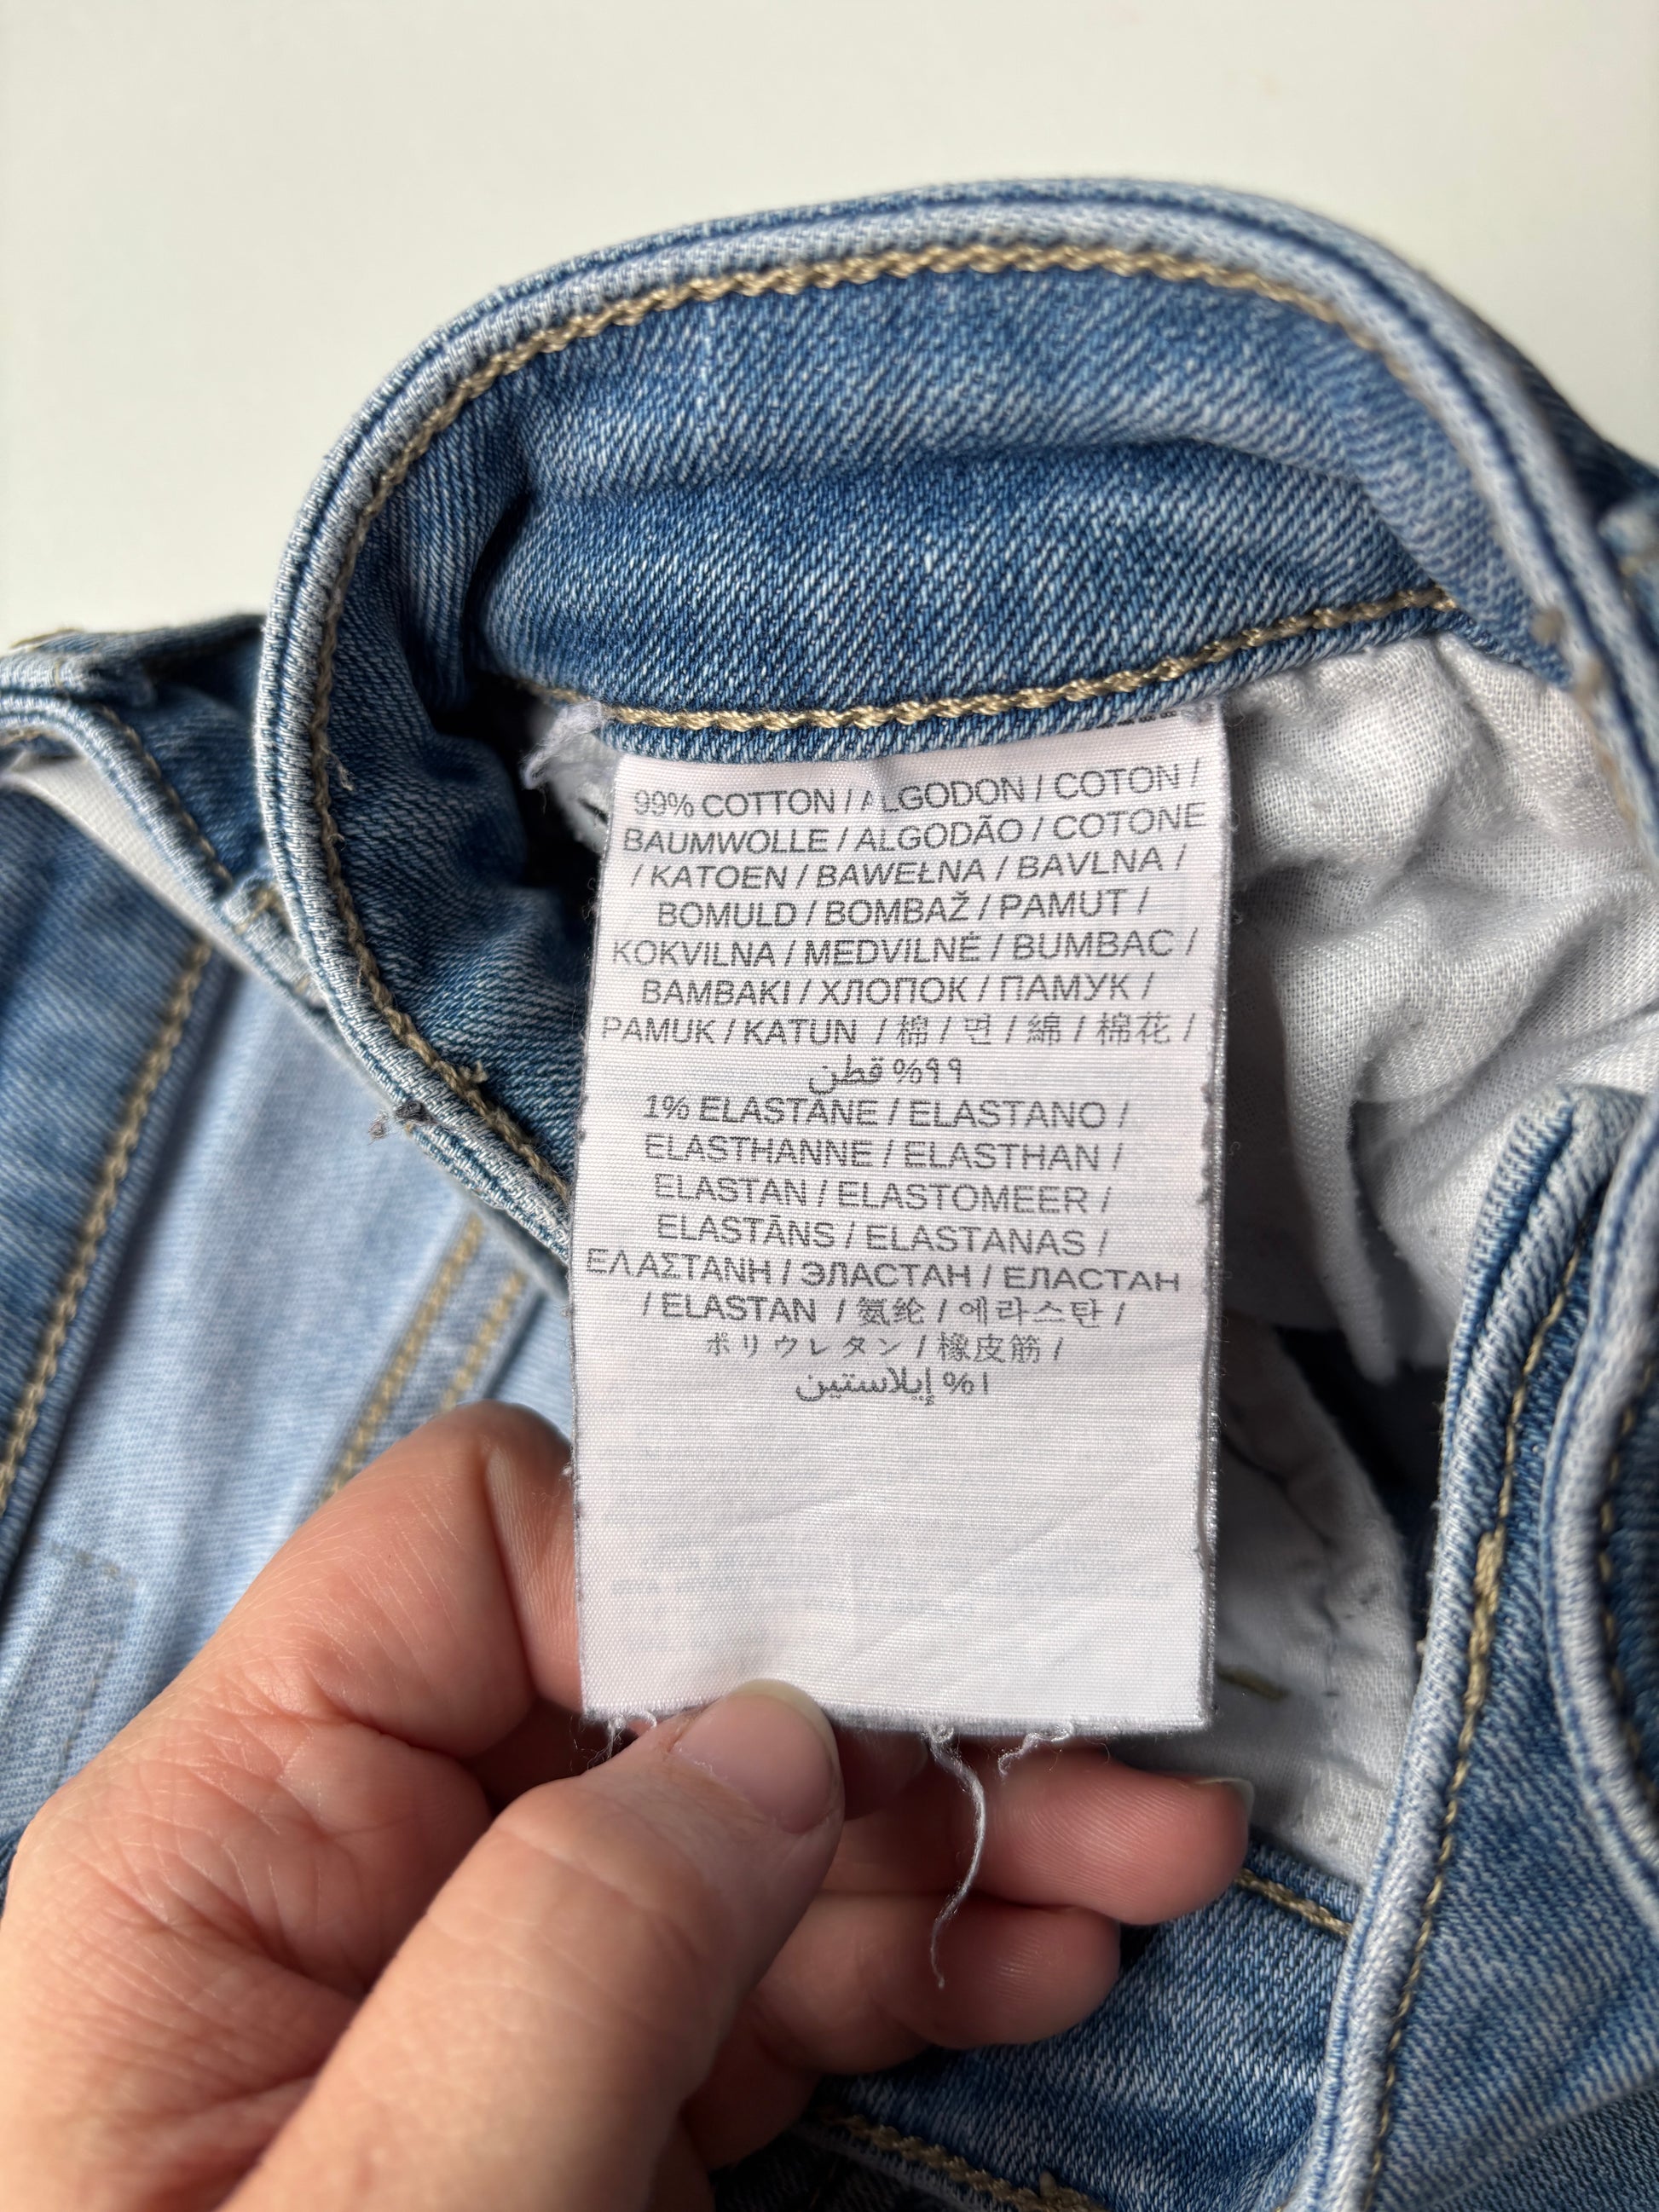 99% COTTON / ALGODON / COTON /
BAUMWOLLE / ALGODÃO / COTONE
/ KATOEN / BAWEŁNA / BAVLNA /
BOMULD / BOMBAŽ / PAMUT /
KOKVILNA / MEDVILNĖ / BUMBAC /
BAMBAKI / ХЛОПОК / ПАМУК /
PAMUK / KATUN / 棉 / 면 / 綿 / 棉花 /
٩٩% قطن
1% ELASTANE / ELASTANO /
ELASTHANNE / ELASTHAN /
ELASTAN / ELASTOMEER /
ELASTĀNS / ELASTANAS /
ΕΛΑΣΤΑΝΗ / ЭЛАСТАН / ЕЛАСТАН
/ ELASTAN / 氨纶 / 에라스탄 /
ポリウレタン / 橡皮筋 /
١% إيلاستين